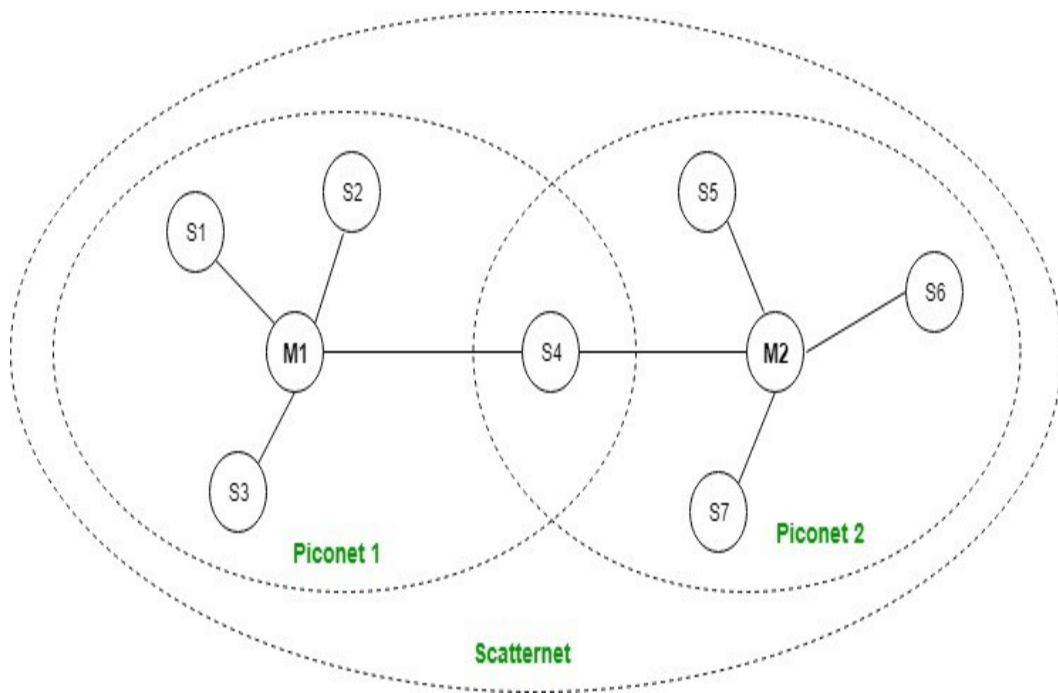 S2
S5
S1
S6
M1
S4
M2
S3
S7
Piconet 1
Piconet 2
Scatternet